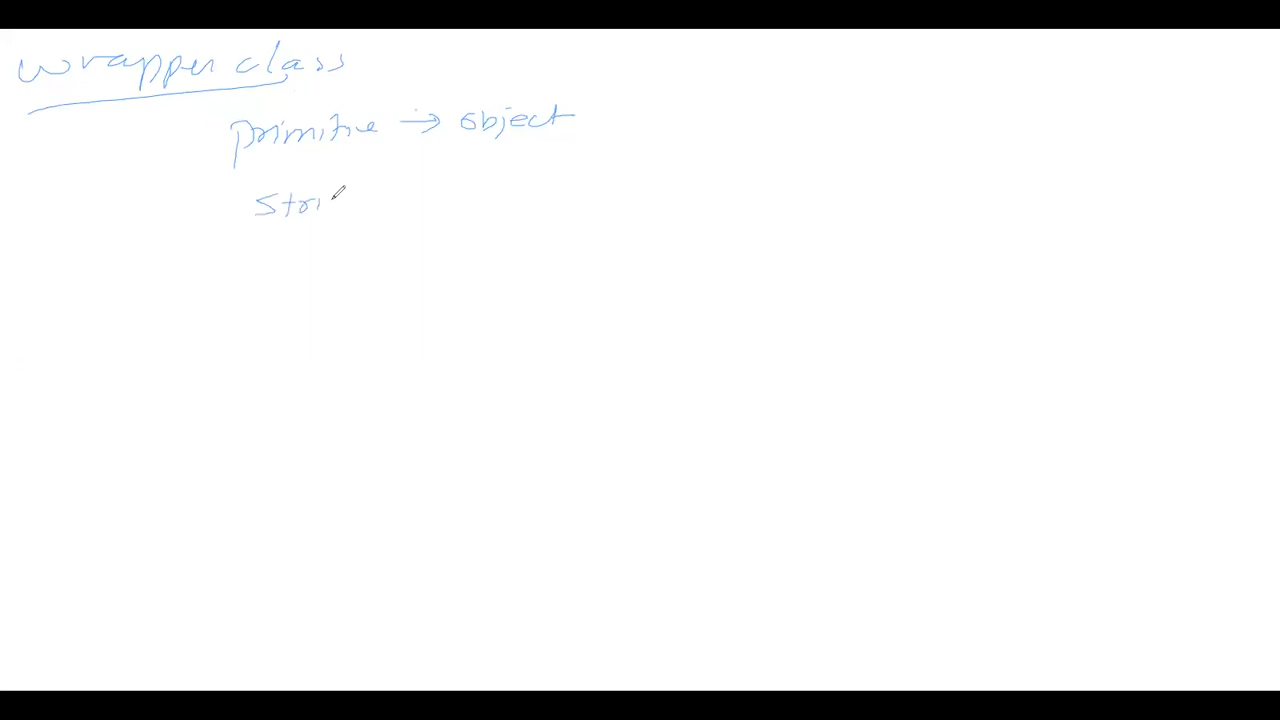 wrapper class
primitive → object
stri